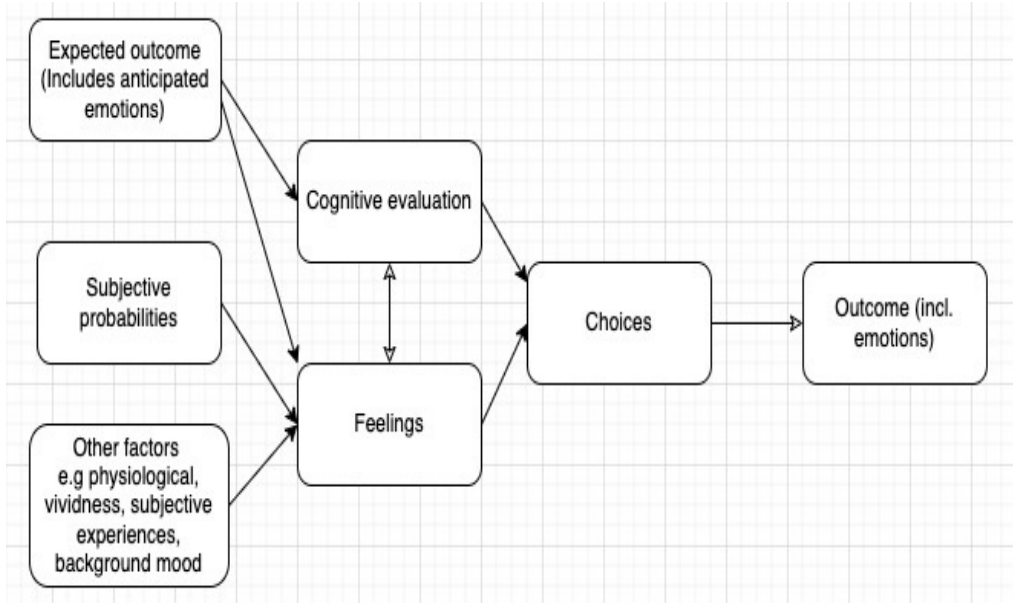 Expected outcome
(Includes anticipated
emotions)
Cognitive evaluation
Subjective
probabilities
Choices
Outcome (incl.
emotions)
Feelings
Other factors
e.g physiological,
vividness, subjective
experiences,
background mood